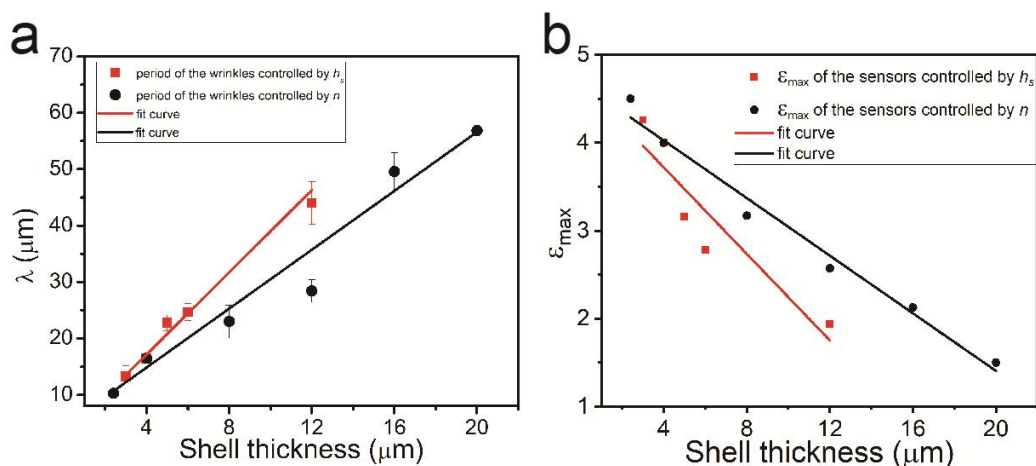 a
70
60
50
40
30
20
10
λ (μm)
period of the wrinkles controlled by hs
period of the wrinkles controlled by n
fit curve
fit curve
4 8 12 16 20
Shell thickness (μm)
b
5
4
3
2
1
εmax
εmax of the sensors controlled by hs
εmax of the sensors controlled by n
fit curve
fit curve
4 8 12 16 20
Shell thickness (μm)